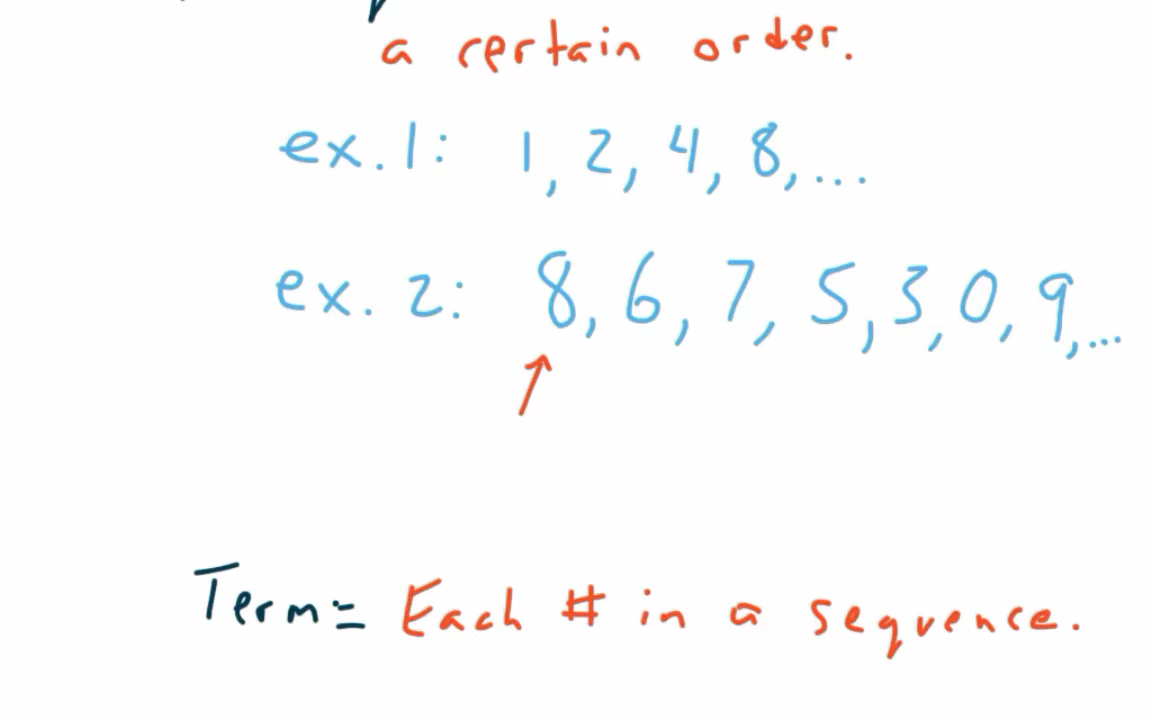 a certain order.
ex.1: 1, 2, 4, 8, ...
ex. 2: 8, 6, 7, 5, 3, 0, 9, ...
Term= Each # in a sequence.